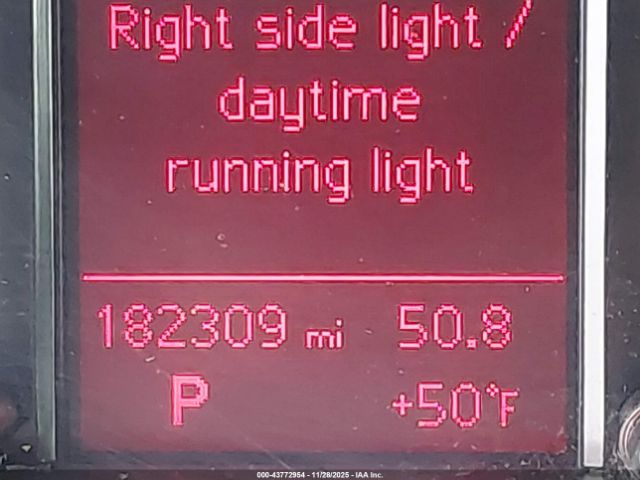 Right side light /
daytime
running light
182309 mi 50.8
P +50°F
000-43772954 - 11/28/2025 - IAA Inc.